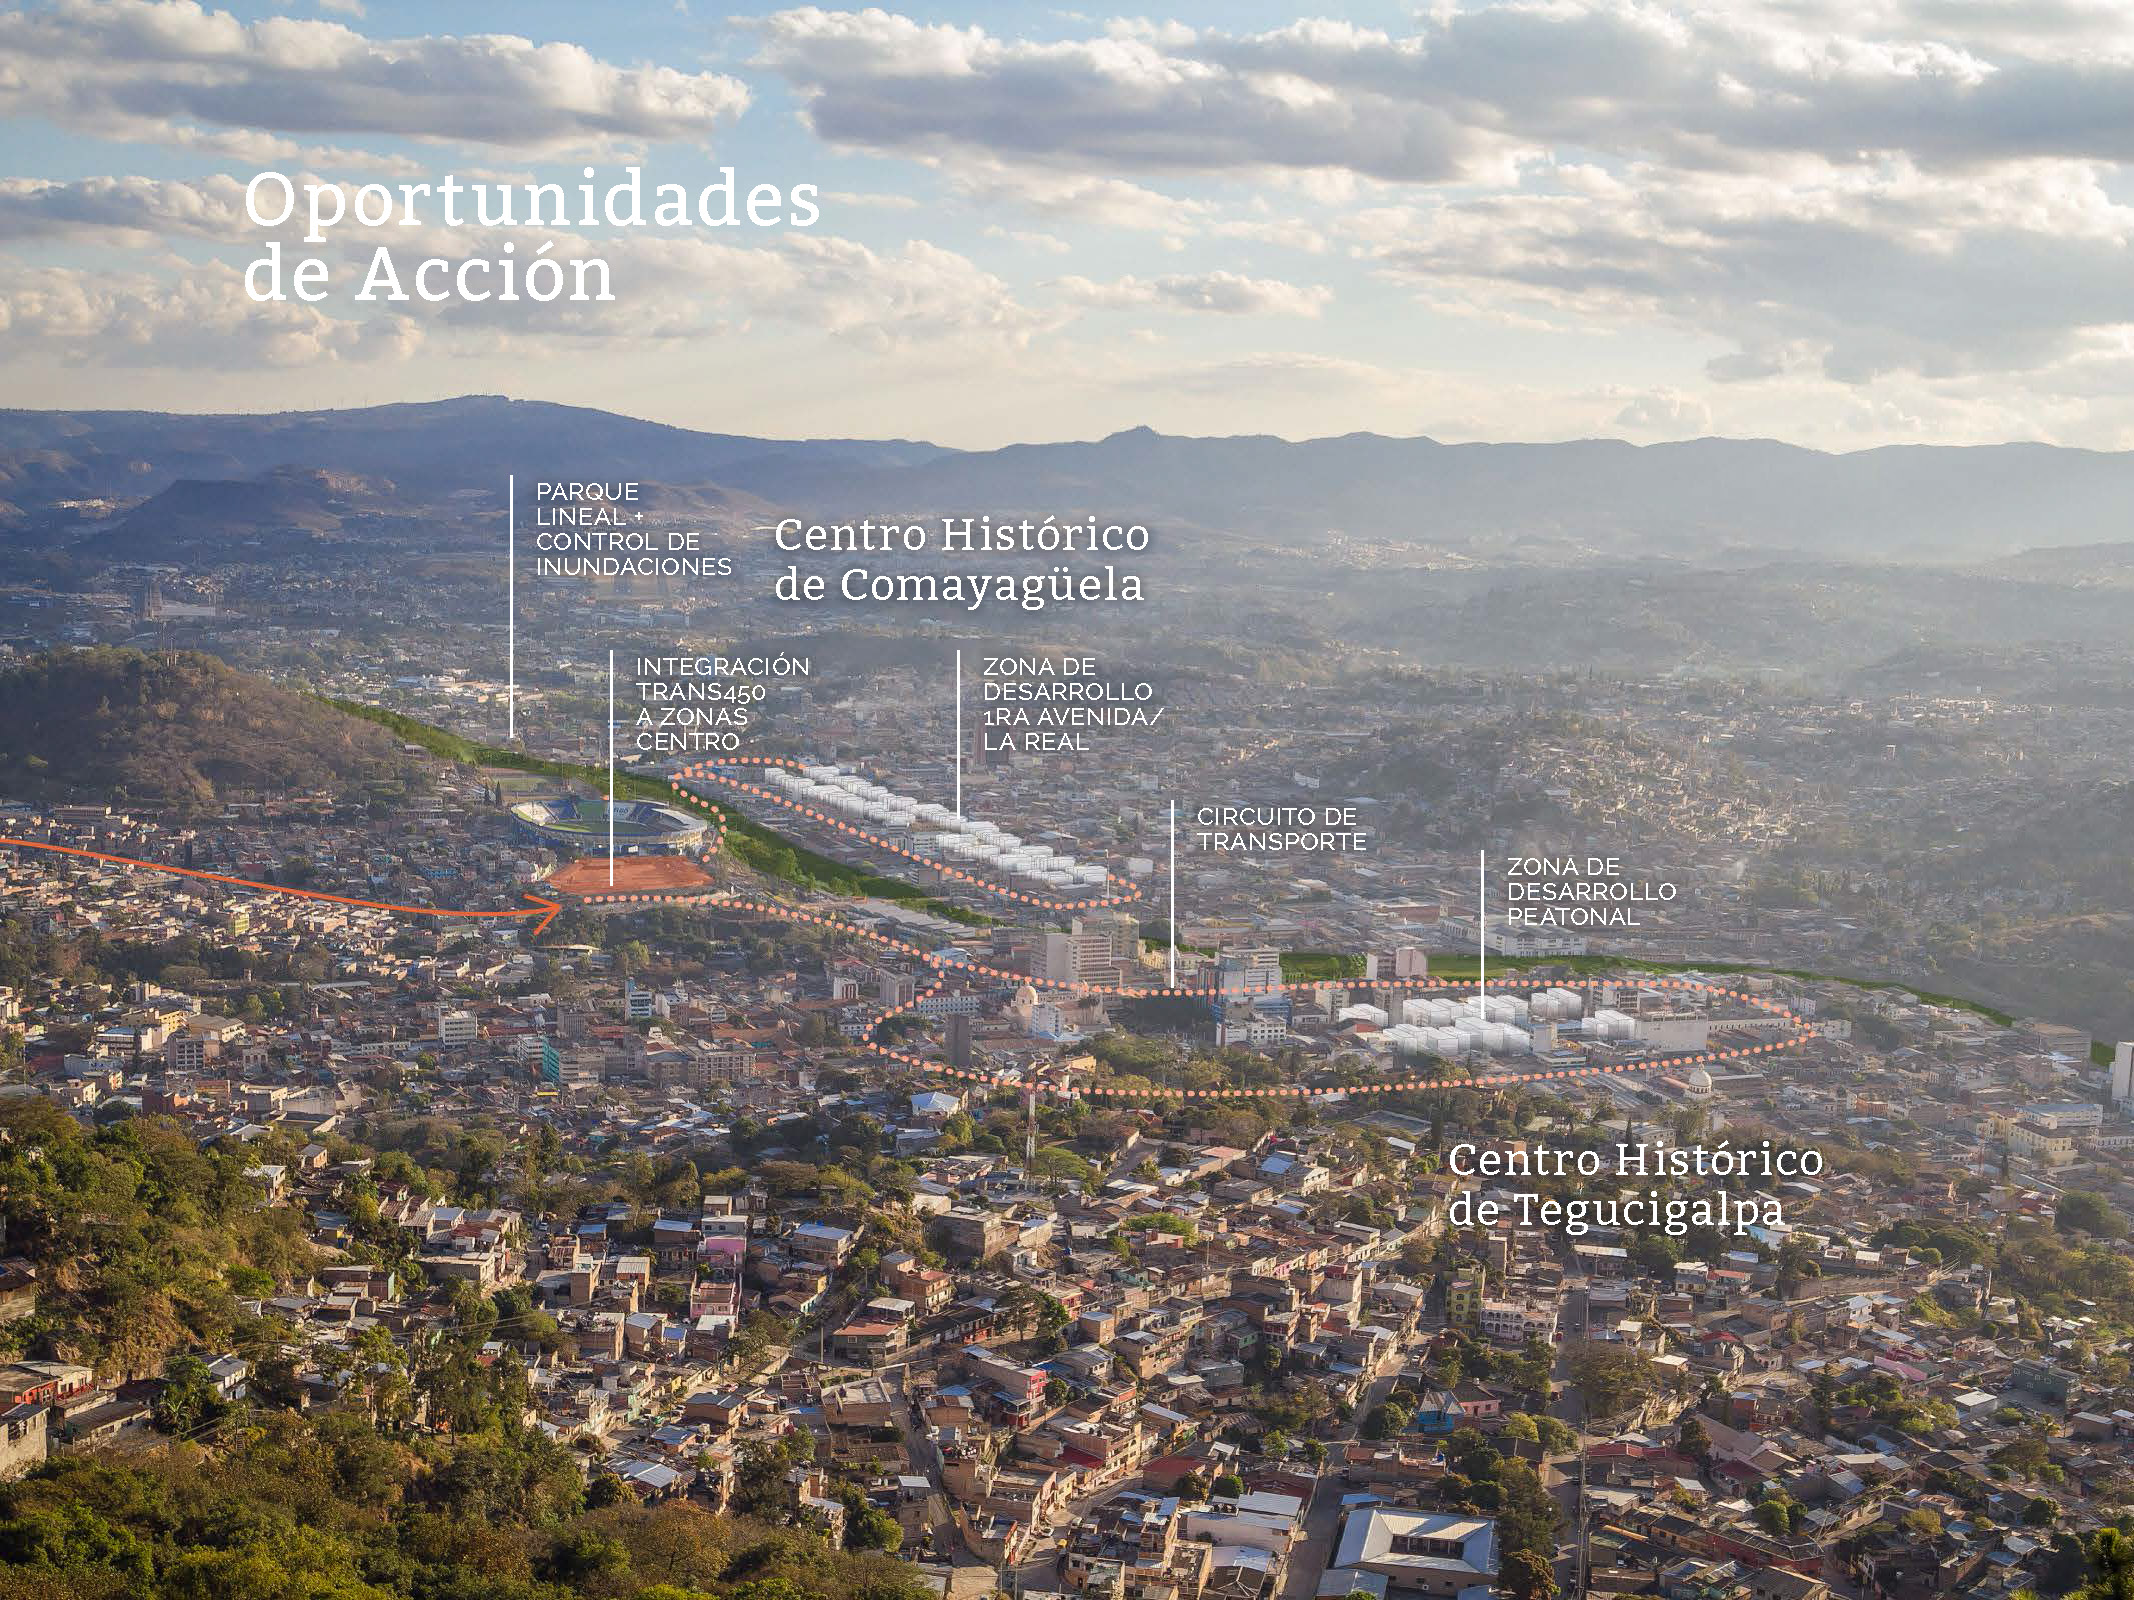 Oportunidades
de Acción
PARQUE
LINEAL +
CONTROL DE
INUNDACIONES
Centro Histórico
de Comayagüela
INTEGRACIÓN
TRANS450
A ZONAS
CENTRO
ZONA DE
DESARROLLO
1RA AVENIDA/
LA REAL
CIRCUITO DE
TRANSPORTE
ZONA DE
DESARROLLO
PEATONAL
Centro Histórico
de Tegucigalpa